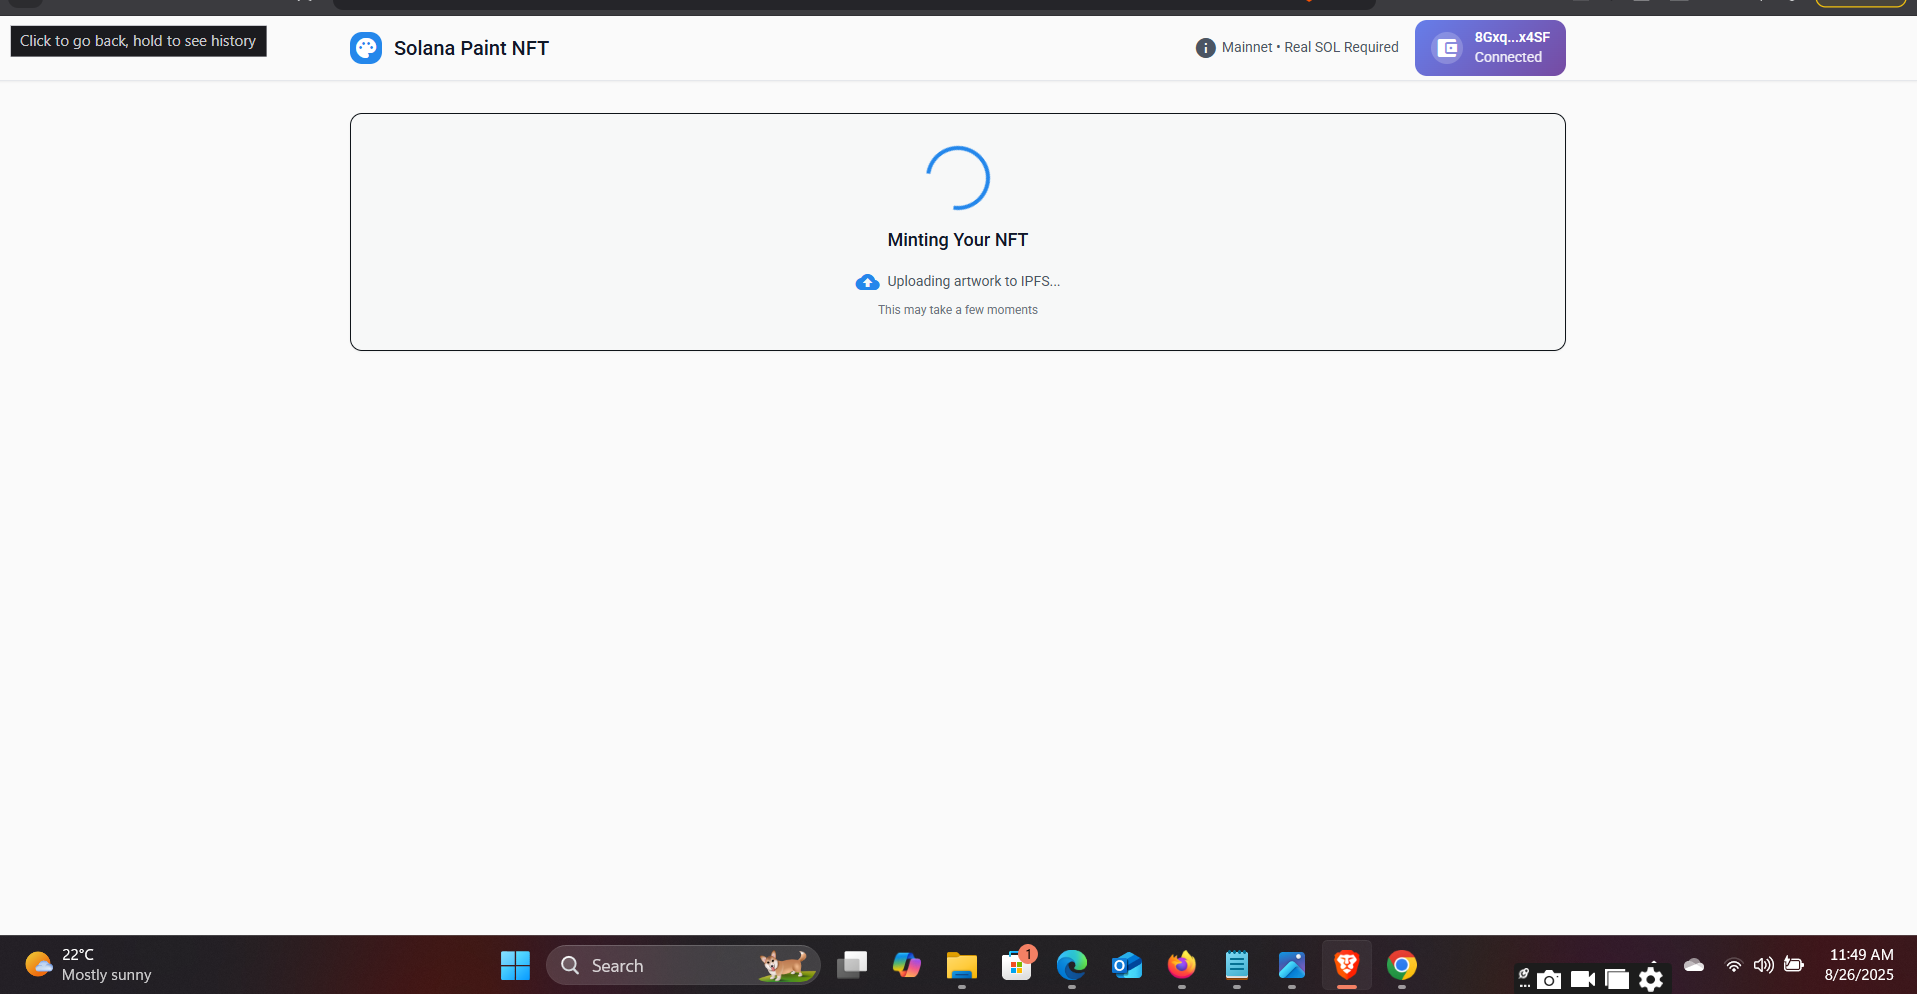 Click to go back, hold to see history
Solana Paint NFT
Mainnet • Real SOL Required
8Gxq...x4SF
Connected
Minting Your NFT
Uploading artwork to IPFS...
This may take a few moments
22°C
Mostly sunny
Search
1
11:49 AM
8/26/2025